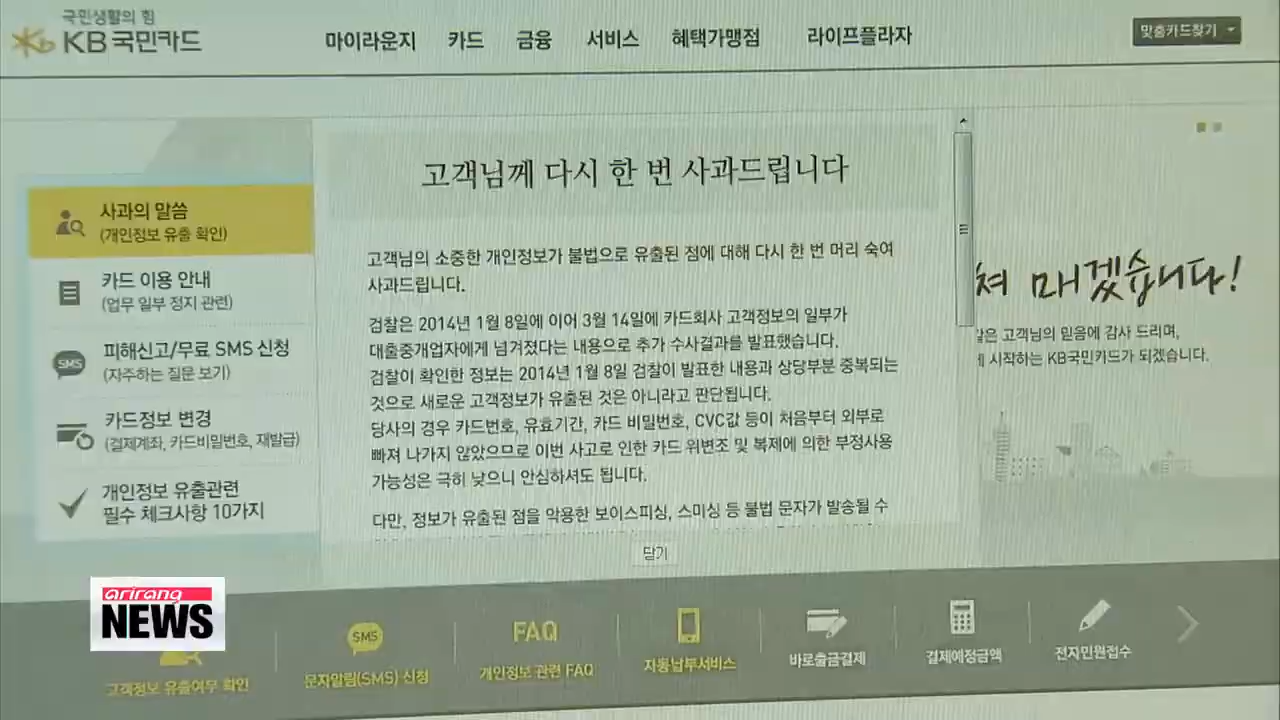 국민생활의 힘
KB국민카드
마이라운지 카드 금융 서비스 혜택가맹점 라이프플라자
맞춤카드찾기
사과의 말씀
(개인정보 유출 확인)
카드 이용 안내
(업무 일부 정지 관련)
SMS
피해신고/무료 SMS 신청
(자주하는 질문 보기)
카드정보 변경
(결제계좌, 카드비밀번호, 재발급)
개인정보 유출관련
필수 체크사항 10가지
고객님께 다시 한 번 사과드립니다
고객님의 소중한 개인정보가 불법으로 유출된 점에 대해 다시 한 번 머리 숙여
사과드립니다.
검찰은 2014년 1월 8일에 이어 3월 14일에 카드회사 고객정보의 일부가
대출중개업자에게 넘겨졌다는 내용으로 추가 수사결과를 발표했습니다.
검찰이 확인한 정보는 2014년 1월 8일 검찰이 발표한 내용과 상당부분 중복되는
것으로 새로운 고객정보가 유출된 것은 아니라고 판단됩니다.
당사의 경우 카드번호, 유효기간, 카드 비밀번호, CVC값 등이 처음부터 외부로
빠져 나가지 않았으므로 이번 사고로 인한 카드 위변조 및 복제에 의한 부정사용
가능성은 극히 낮으니 안심하셔도 됩니다.
다만, 정보가 유출된 점을 악용한 보이스피싱, 스미싱 등 불법 문자가 발송될 수
닫기
매겠습니다!
고객님의 믿음에 감사 드리며,
시작하는 KB국민카드가 되겠습니다.
arirang
NEWS
고객정보 유출여부 확인
SMS
문자알림(SMS) 신청
FAQ
개인정보 관련 FAQ
자동납부서비스
바로출금결제
결제예정금액
전자민원접수